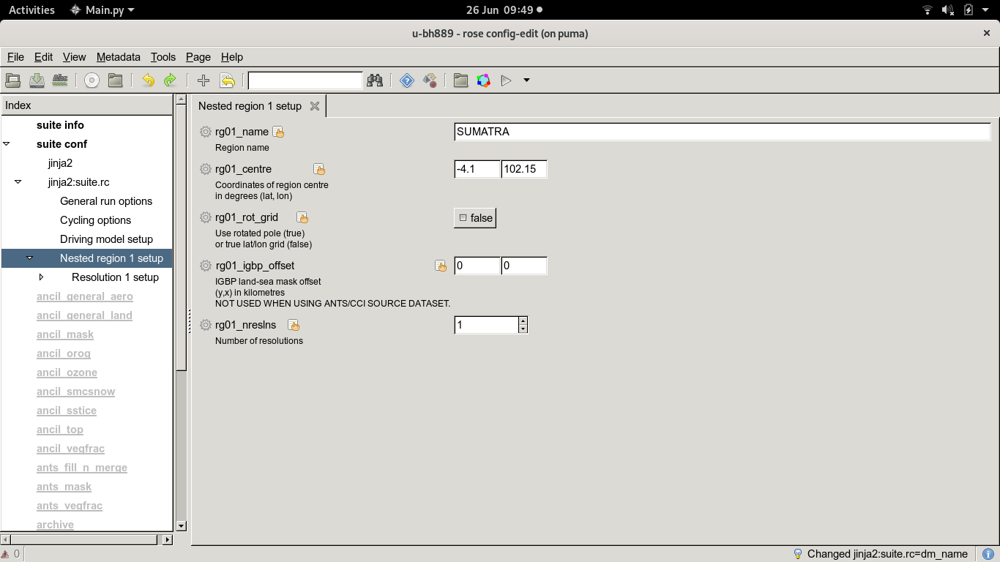 Activities
Main.py
26 Jun 09:49
u-bh889 - rose config-edit (on puma)
File Edit View Metadata Tools Page Help
Index
suite info
suite conf
jinja2
jinja2:suite.rc
General run options
Cycling options
Driving model setup
Nested region 1 setup
Resolution 1 setup
ancil_general_aero
ancil_general_land
ancil_mask
ancil_orog
ancil_ozone
ancil_smcsnow
ancil_sstice
ancil_top
ancil_vegfrac
ants_fill_n_merge
ants_mask
ants_vegfrac
archive
Nested region 1 setup
rg01_name
SUMATRA
Region name
rg01_centre
-4.1 102.15
Coordinates of region centre
in degrees (lat, lon)
rg01_rot_grid
false
Use rotated pole (true)
or true lat/lon grid (false)
rg01_igbp_offset
0 0
IGBP land-sea mask offset
(y,x) in kilometres
NOT USED WHEN USING ANTS/CCI SOURCE DATASET.
rg01_nreslns
1
Number of resolutions
0
Changed jinja2:suite.rc=dm_name